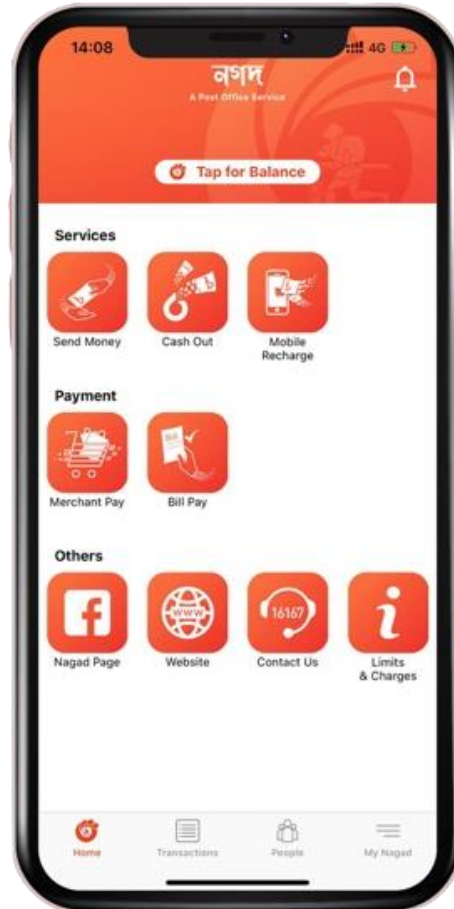 14:08
4G
নগদ
A Post Office Service
Tap for Balance
Services
Send Money
Cash Out
Mobile
Recharge
Payment
Bill
Merchant Pay
Bill Pay
Others
f
WWW
16167
i
Nagad Page
Website
Contact Us
Limits
& Charges
Home
Transactions
People
My Nagad